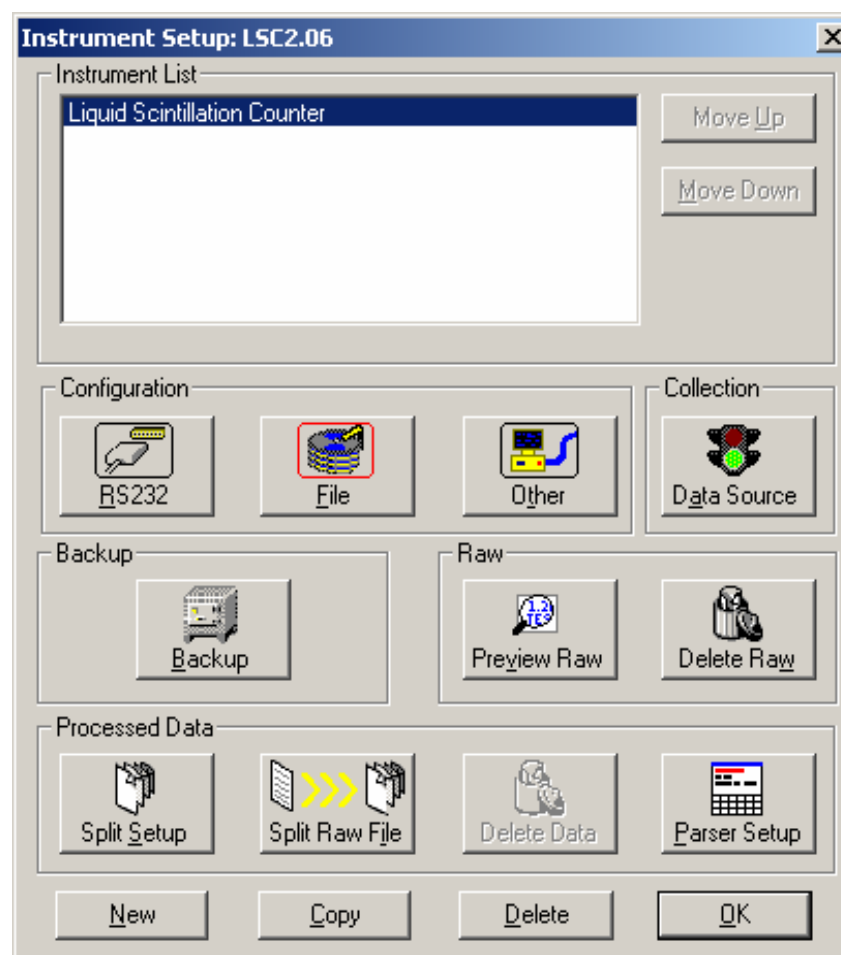 Instrument Setup: LSC2.06
Instrument List
Liquid Scintillation Counter
Move Up
Move Down
Configuration
Collection
RS232
File
Other
Data Source
Backup
Raw
Backup
Preview Raw
Delete Raw
Processed Data
Split Setup
Split Raw File
Delete Data
Parser Setup
New
Copy
Delete
OK